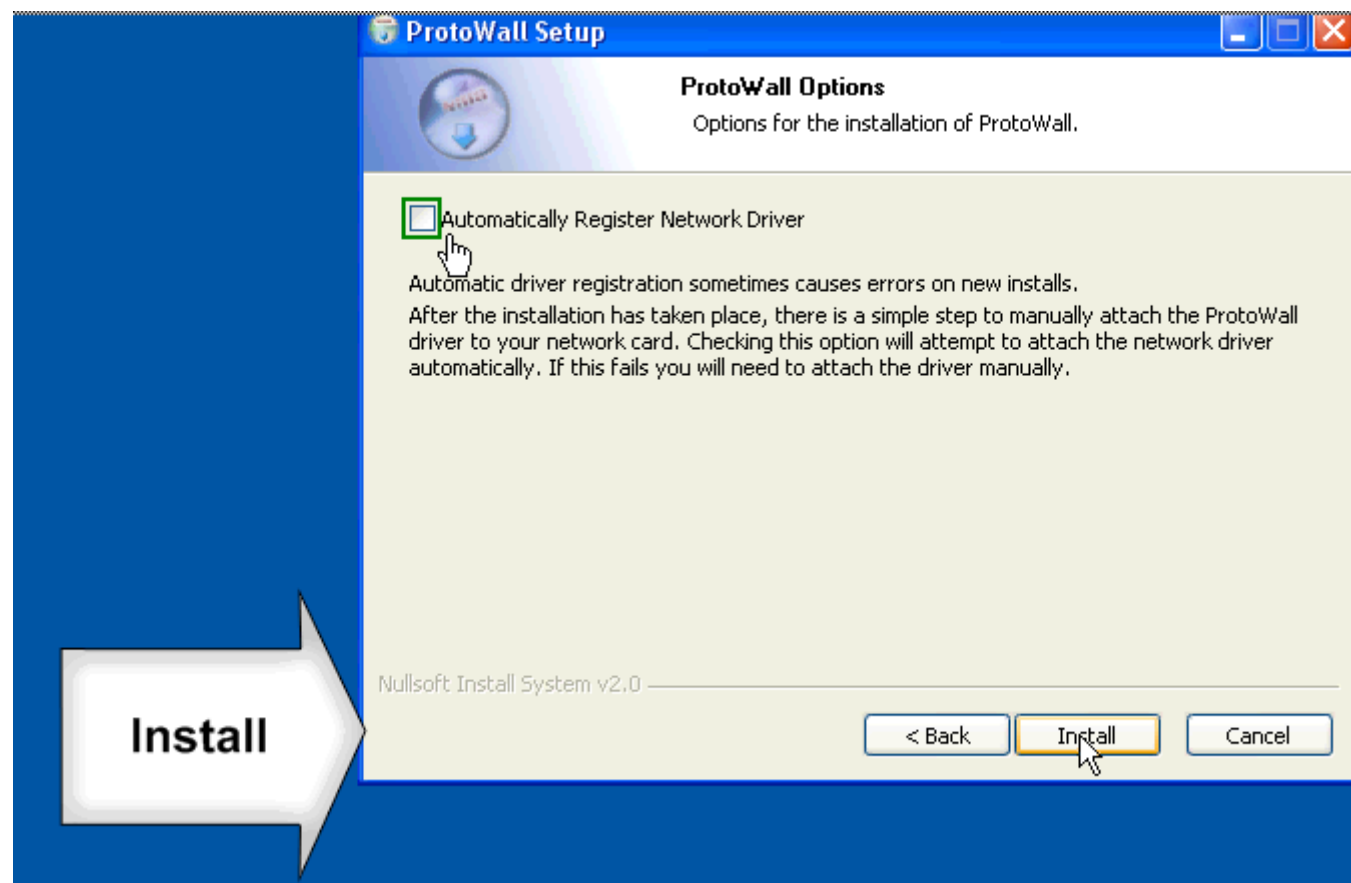 ProtoWall Setup
ProtoWall Options
Options for the installation of ProtoWall.
Automatically Register Network Driver
Automatic driver registration sometimes causes errors on new installs.
After the installation has taken place, there is a simple step to manually attach the ProtoWall
driver to your network card. Checking this option will attempt to attach the network driver
automatically. If this fails you will need to attach the driver manually.
Nullsoft Install System v2.0
Install
< Back
Install
Cancel